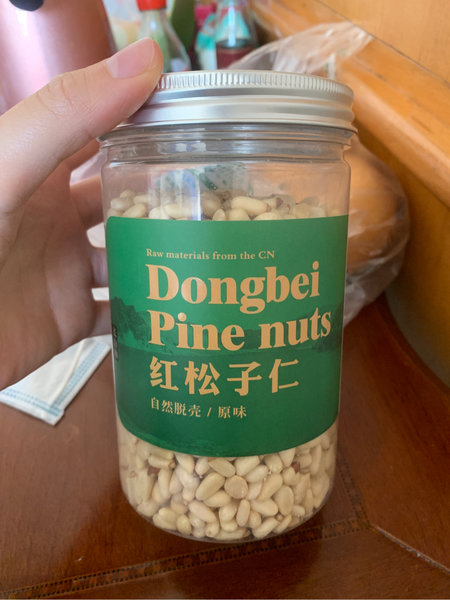 Raw materials from the CN
Dongbei
Pine nuts
红松子仁
自然脱壳 / 原味